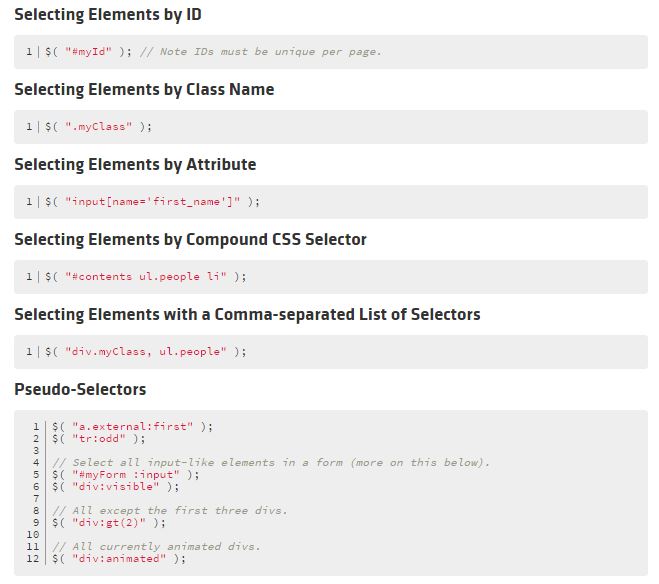 Selecting Elements by ID
1 $( "#myId" ); // Note IDs must be unique per page.
Selecting Elements by Class Name
1 $( ".myClass" );
Selecting Elements by Attribute
1 $( "input[name='first_name']" );
Selecting Elements by Compound CSS Selector
1 $( "#contents ul.people li" );
Selecting Elements with a Comma-separated List of Selectors
1 $( "div.myClass, ul.people" );
Pseudo-Selectors
1 $( "a.external:first" );
2 $( "tr:odd" );
3
4 // Select all input-like elements in a form (more on this below).
5 $( "#myForm :input" );
6 $( "div:visible" );
7
8 // All except the first three divs.
9 $( "div:gt(2)" );
10
11 // All currently animated divs.
12 $( "div:animated" );